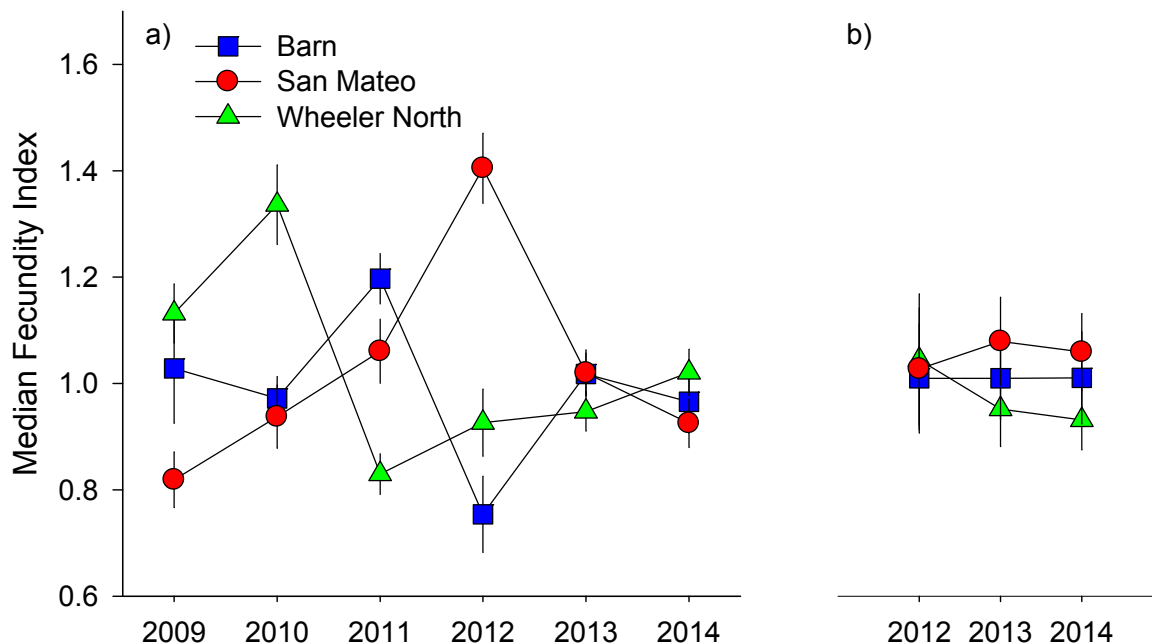 a)
Barn
San Mateo
Wheeler North
b)
Median Fecundity Index
1.6
1.4
1.2
1.0
0.8
0.6
2009 2010 2011 2012 2013 2014
2012 2013 2014